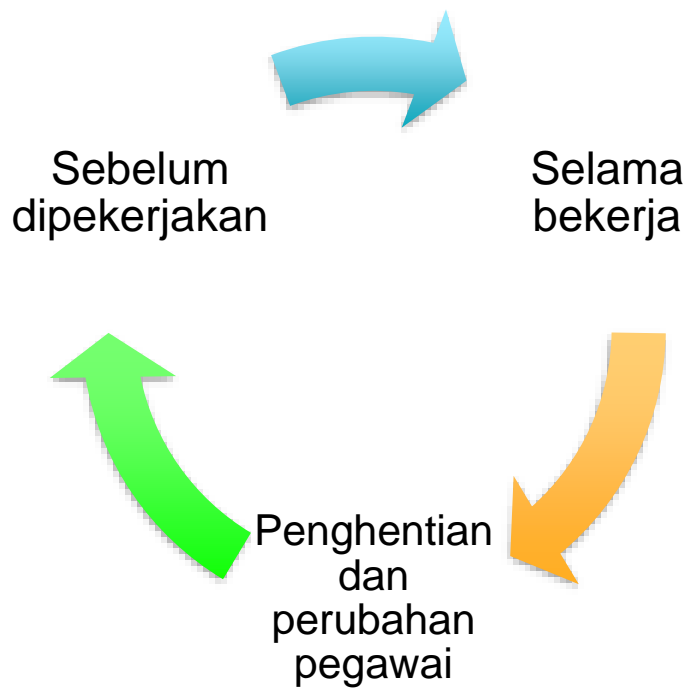 Sebelum
dipekerjakan
Selama
bekerja
Penghentian
dan
perubahan
pegawai